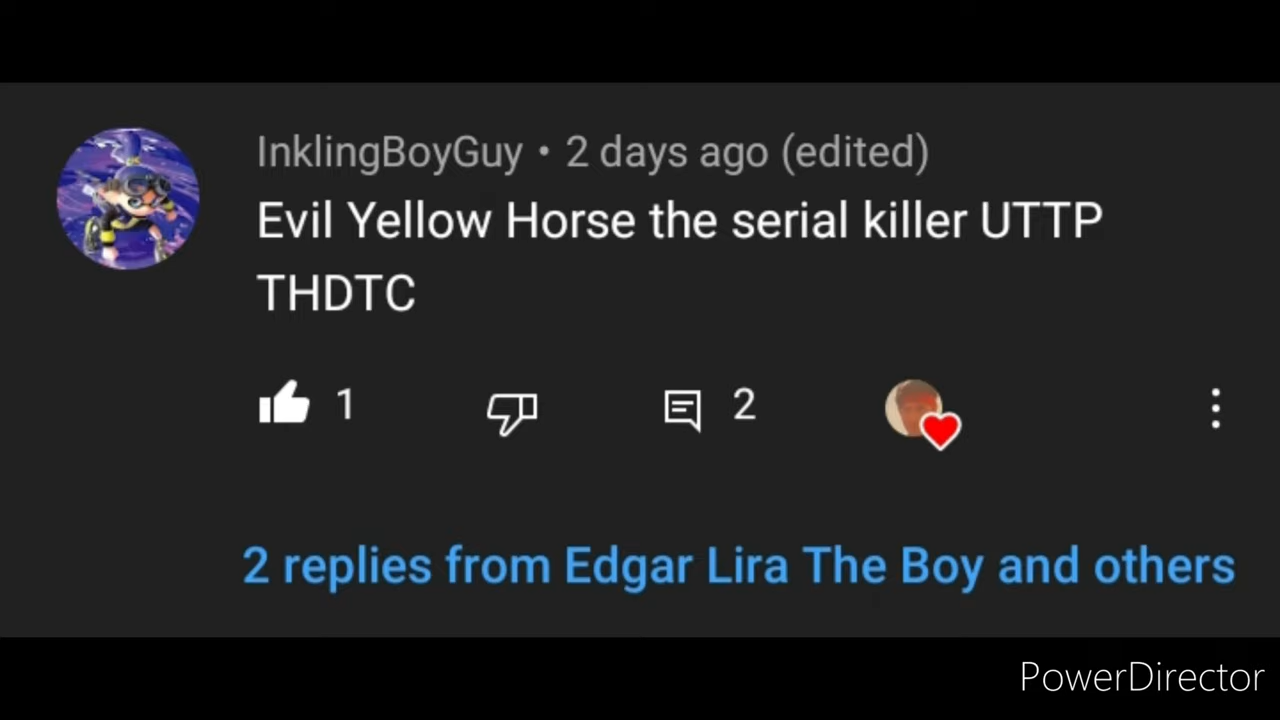 InklingBoyGuy • 2 days ago (edited)
Evil Yellow Horse the serial killer UTTP
THDTC
1 2
2 replies from Edgar Lira The Boy and others
PowerDirector